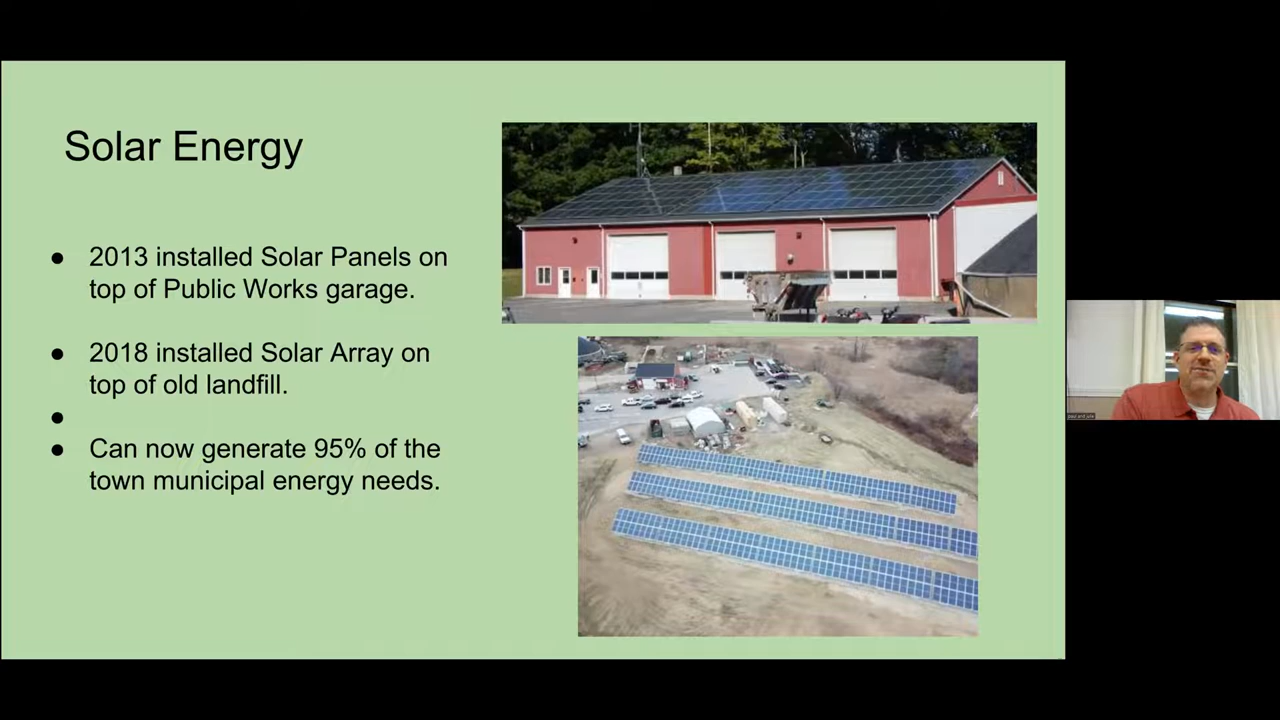 Solar Energy
● 2013 installed Solar Panels on
top of Public Works garage.
● 2018 installed Solar Array on
top of old landfill.
●
● Can now generate 95% of the
town municipal energy needs.